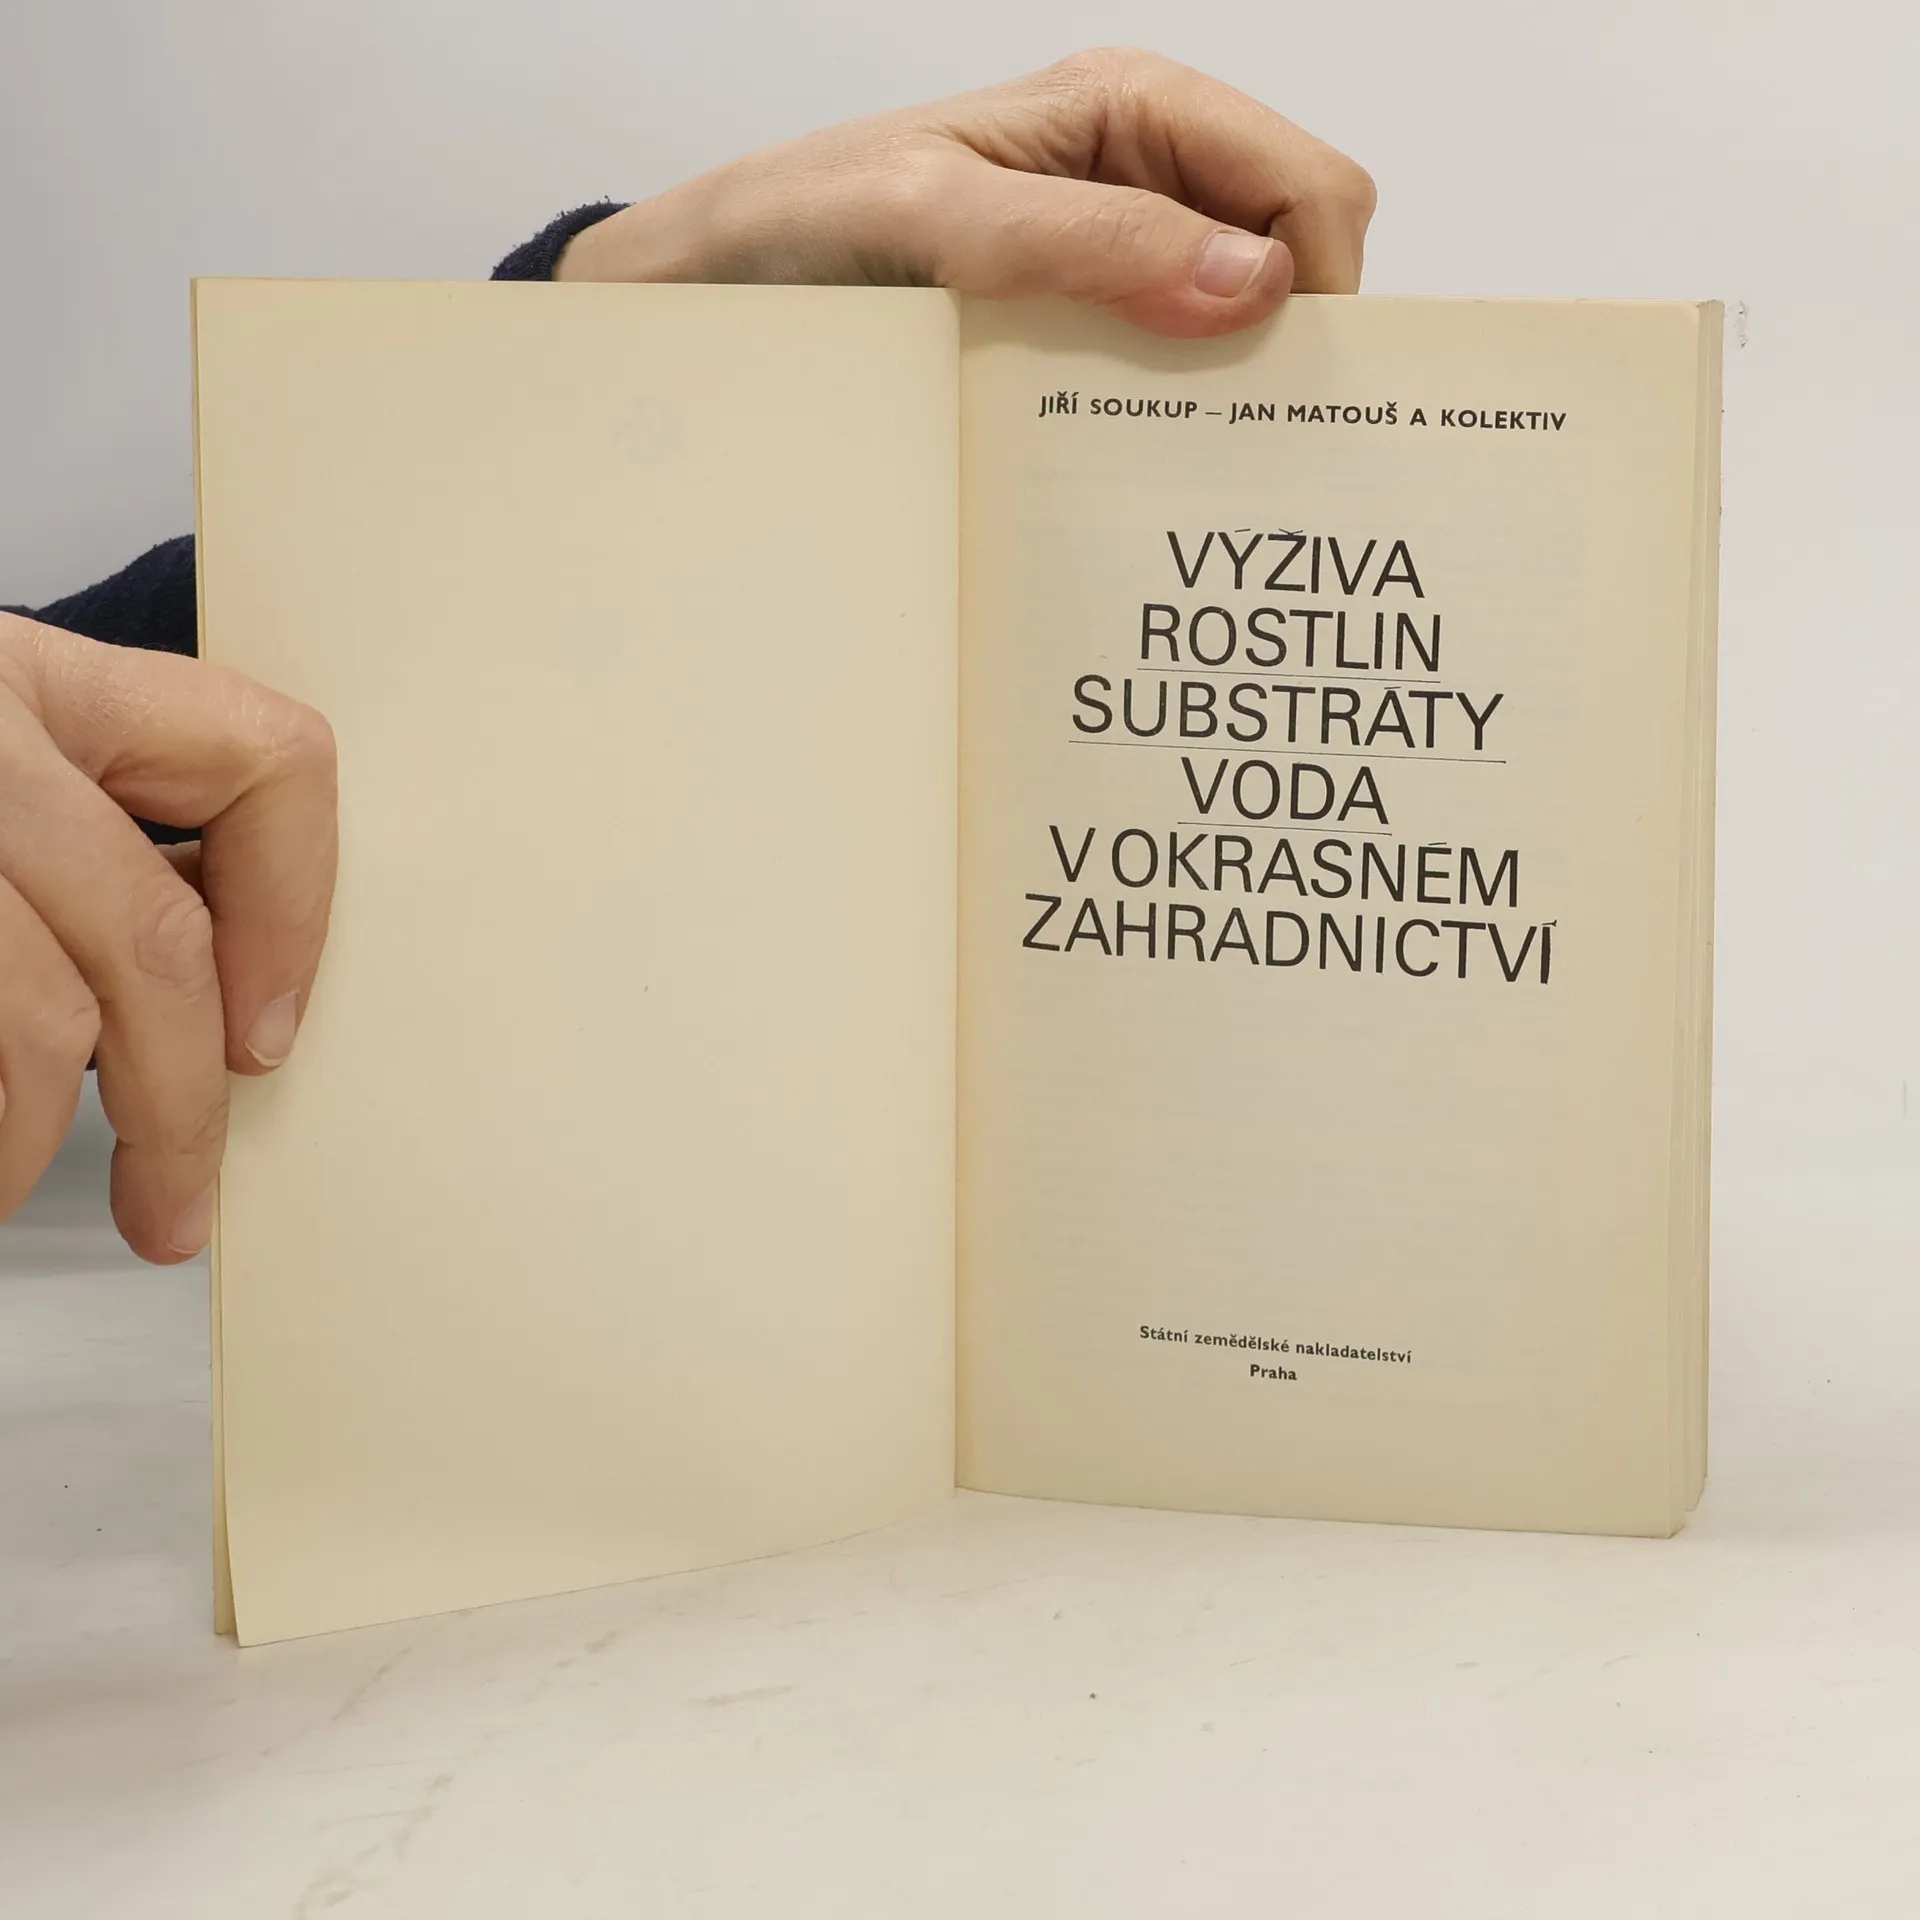 JIŘÍ SOUKUP – JAN MATOUŠ A KOLEKTIV
VÝŽIVA
ROSTLIN
SUBSTRÁTY
VODA
V OKRASNÉM
ZAHRADNICTVÍ
Státní zemědělské nakladatelství
Praha